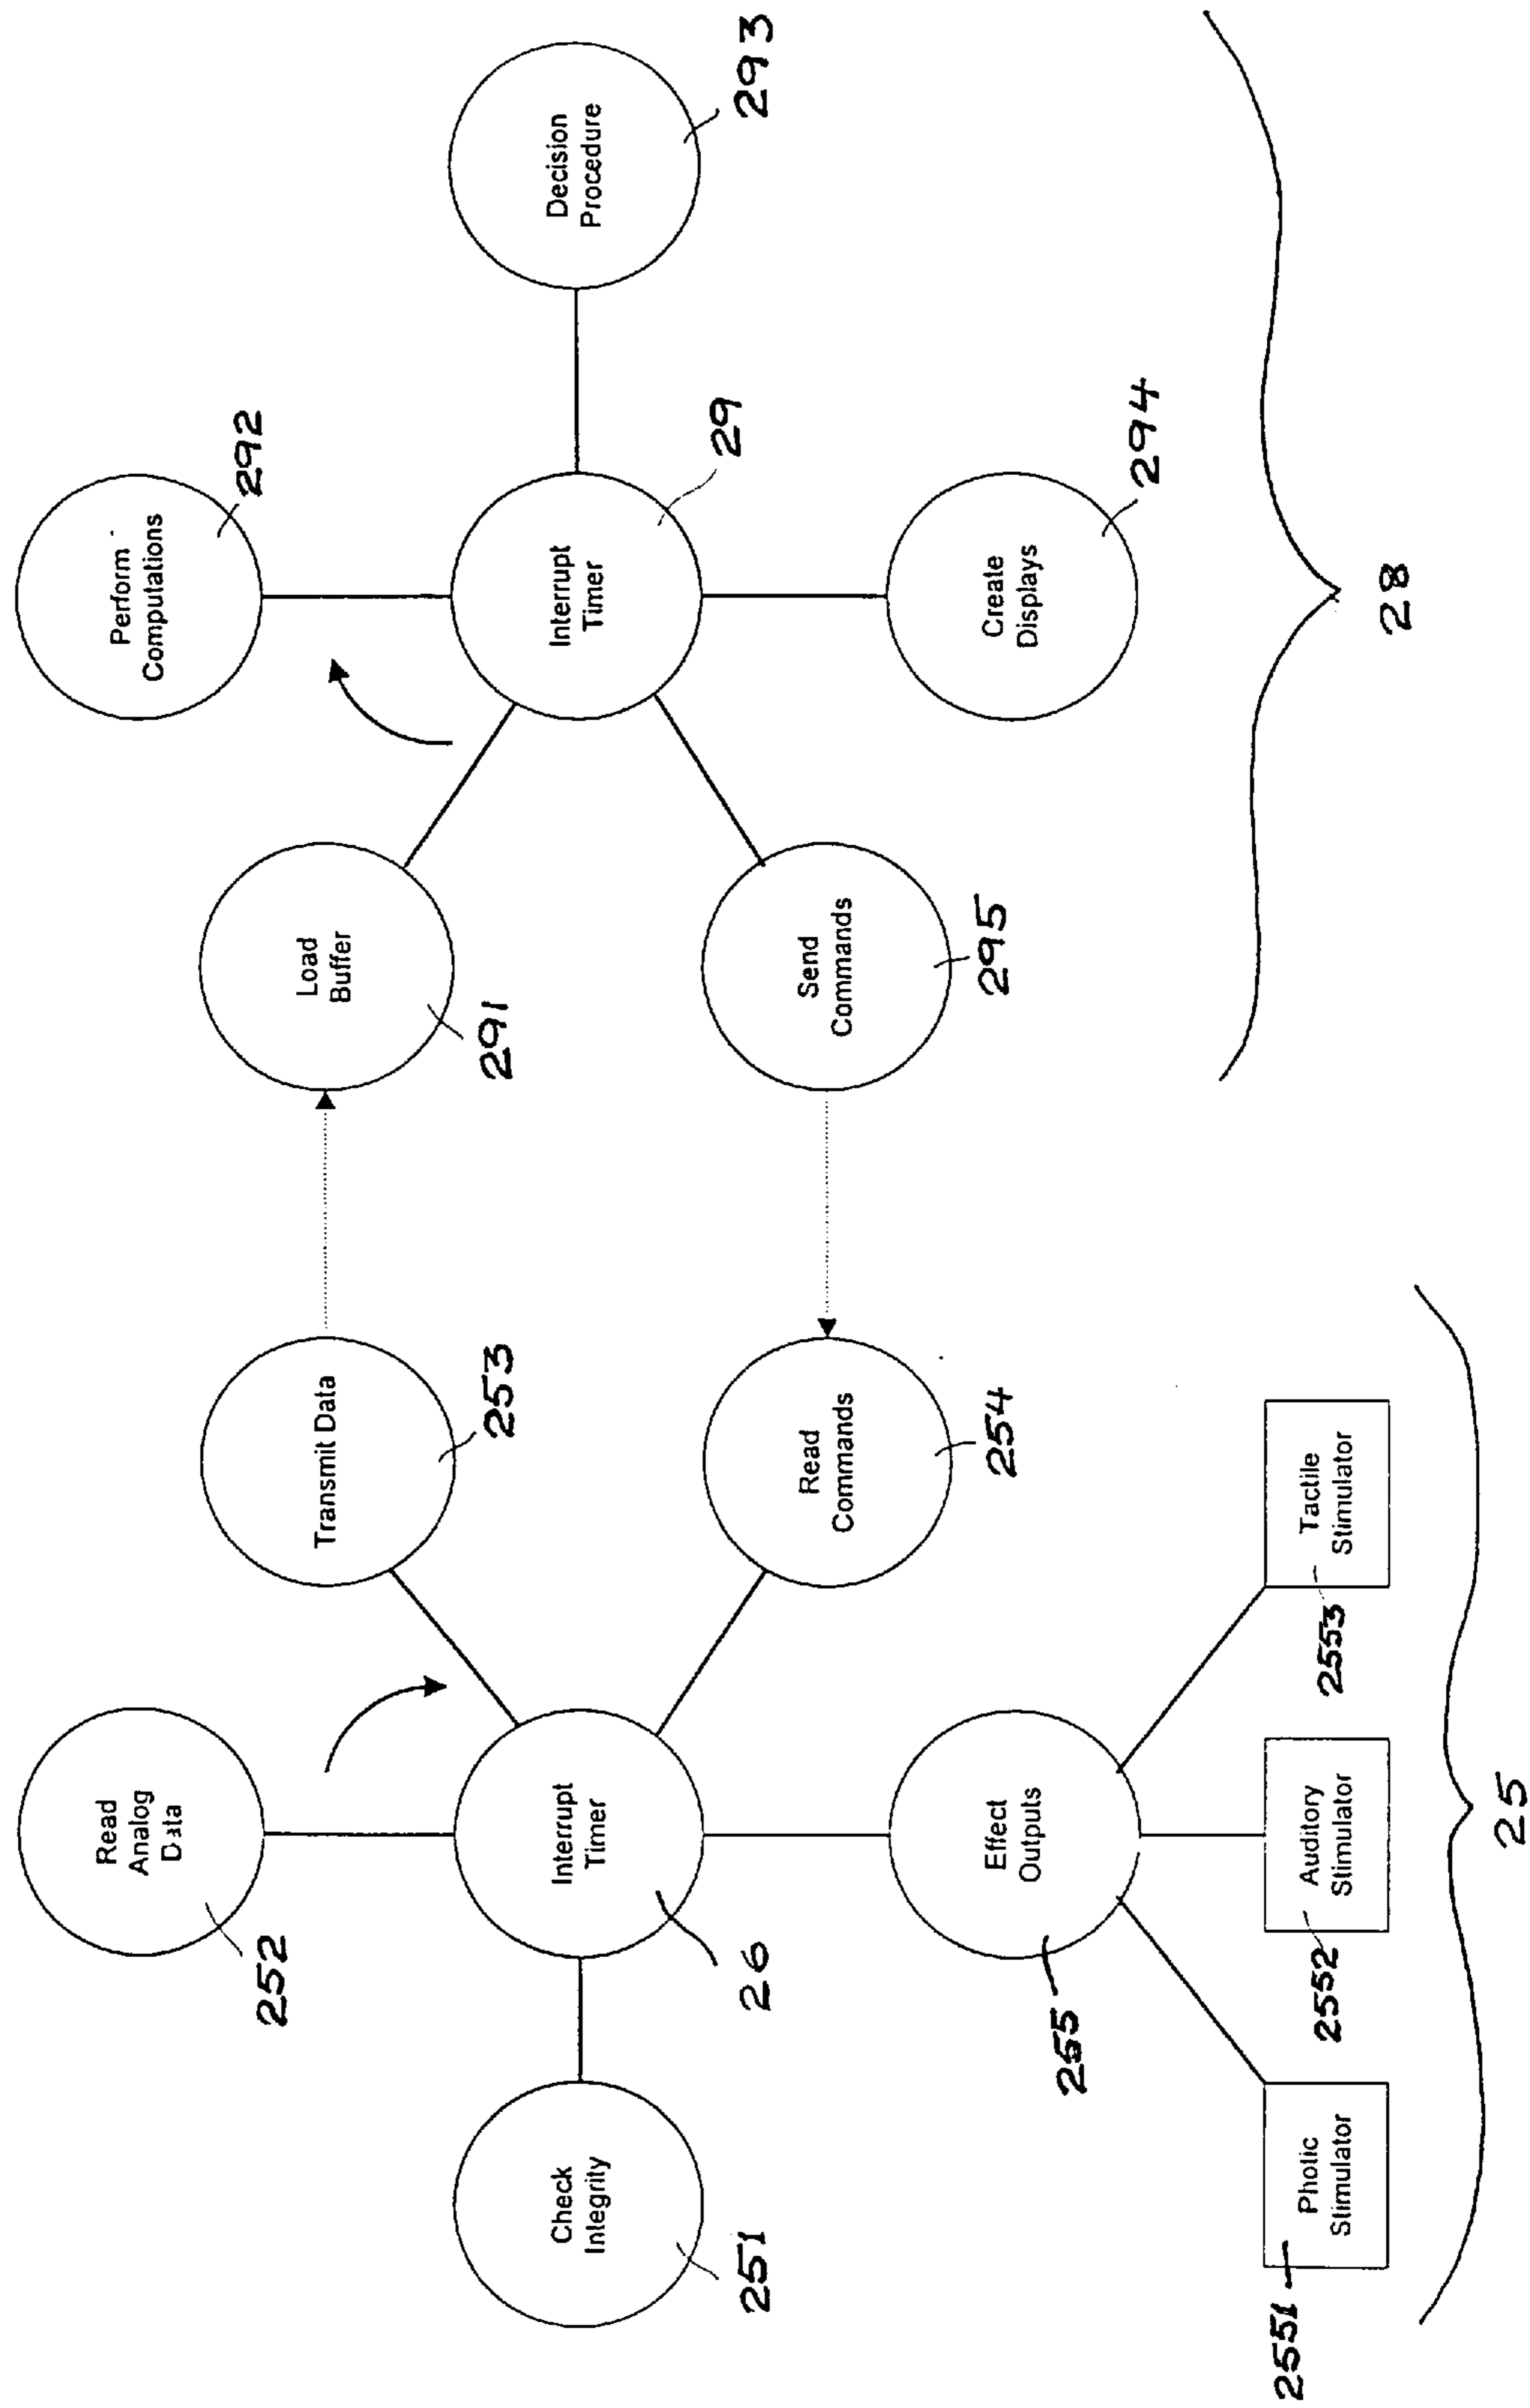 Read
Analog
Data
252
Perform
Computations
292
Transmit Data
253
Load
Buffer
291
Check
Integrity
251
Interrupt
Timer
26
Interrupt
Timer
29
Decision
Procedure
293
Read
Commands
254
Send
Commands
295
Effect
Outputs
255
Create
Displays
294
Photic
Stimulator
2551
Auditory
Stimulator
2552
Tactile
Stimulator
2553
25
28